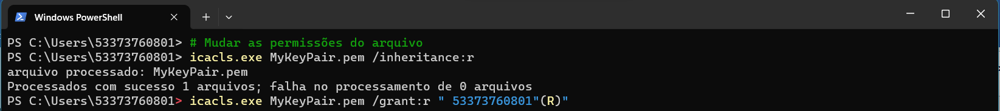 Windows PowerShell
PS C:\Users\53373760801> # Mudar as permissões do arquivo
PS C:\Users\53373760801> icacls.exe MyKeyPair.pem /inheritance:r
arquivo processado: MyKeyPair.pem
Processados com sucesso 1 arquivos; falha no processamento de 0 arquivos
PS C:\Users\53373760801> icacls.exe MyKeyPair.pem /grant:r " 53373760801"(R)"